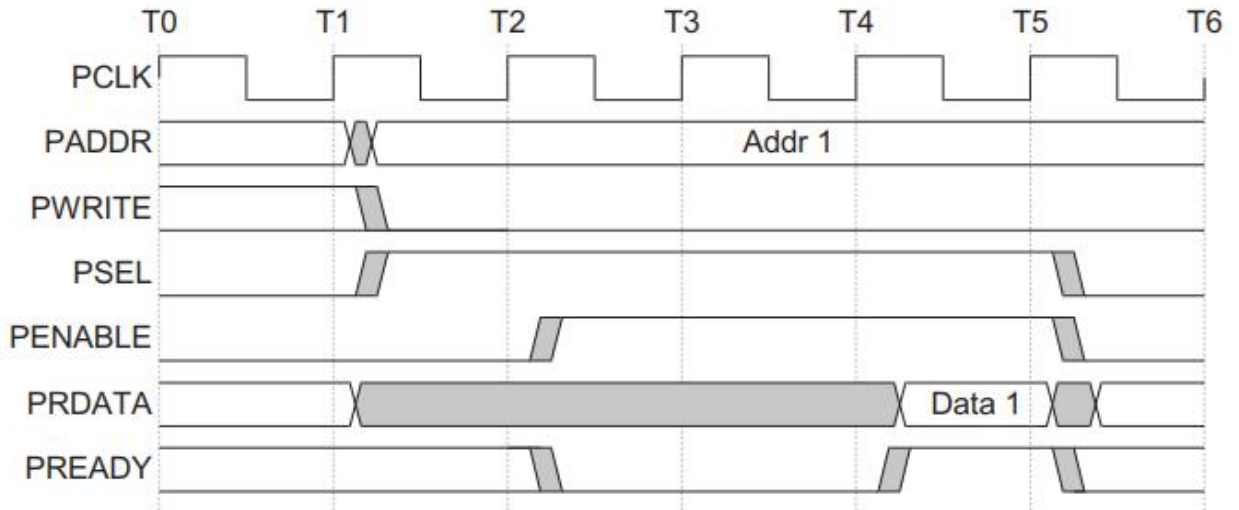 T0 T1 T2 T3 T4 T5 T6
PCLK
PADDR Addr 1
PWRITE
PSEL
PENABLE
PRDATA Data 1
PREADY